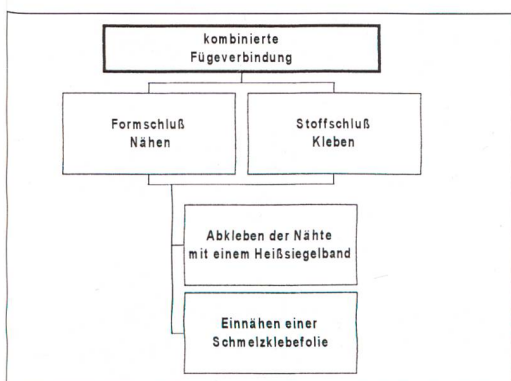 kombinierte
Fügeverbindung
Formschluß
Nähen
Stoffschluß
Kleben
Abkleben der Nähte
mit einem Heißsiegelband
Einnähen einer
Schmelzklebefolie